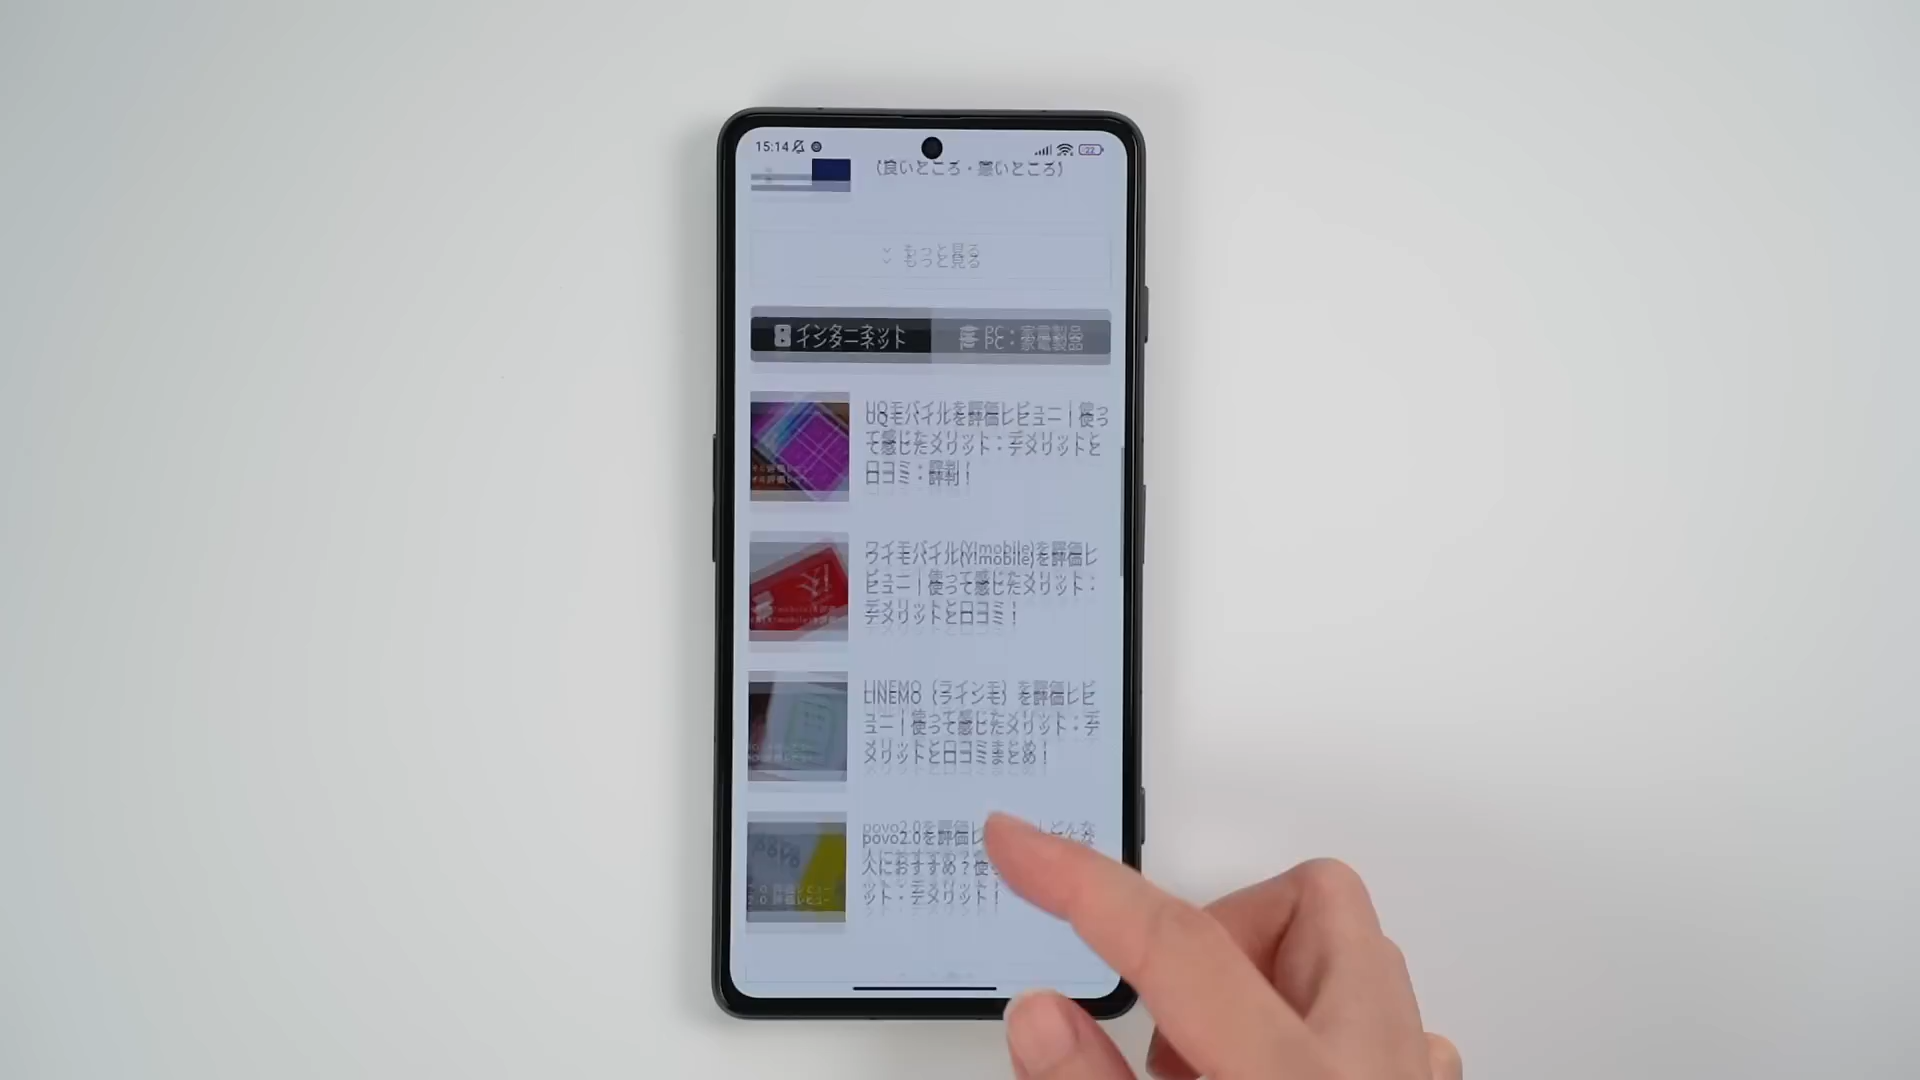 15:14
22
（良いところ・悪いところ）
もっと見る
インターネット
PC・家電製品
UQモバイルを評価レビュー｜使っ
て感じたメリット・デメリットと
口コミ・評判！
ワイモバイル(Y!mobile)を評価レ
ビュー｜使って感じたメリット・
デメリットと口コミ！
LINEMO（ラインモ）を評価レビ
ュー｜使って感じたメリット・デ
メリットと口コミまとめ！
povo2.0を評価レ どんな
人におすすめ？使っ
ット・デメリット！